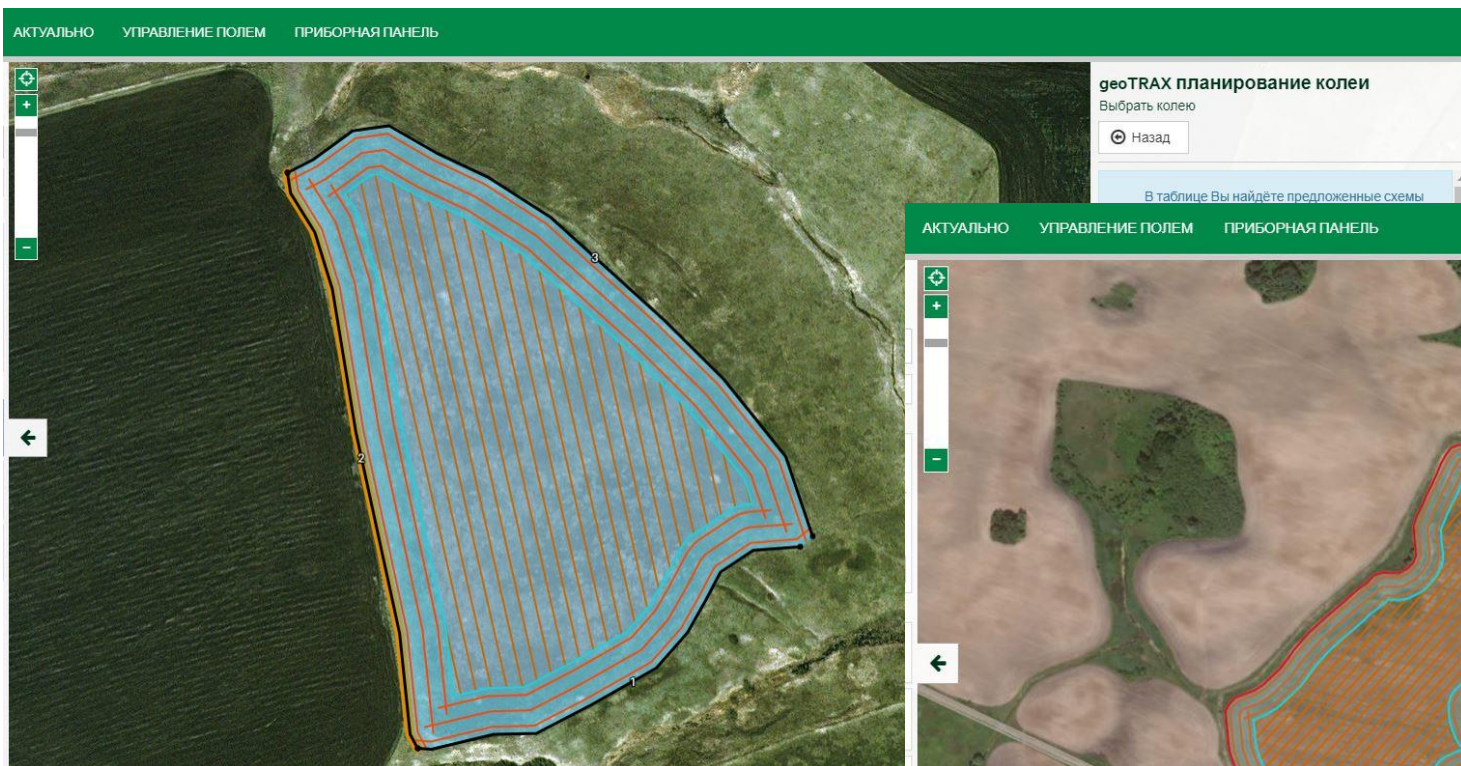 АКТУАЛЬНО УПРАВЛЕНИЕ ПОЛЕМ ПРИБОРНАЯ ПАНЕЛЬ
geoTRAX планирование колеи
Выбрать колею
Назад
В таблице Вы найдёте предложенные схемы
АКТУАЛЬНО УПРАВЛЕНИЕ ПОЛЕМ ПРИБОРНАЯ ПАНЕЛЬ
3
2
1